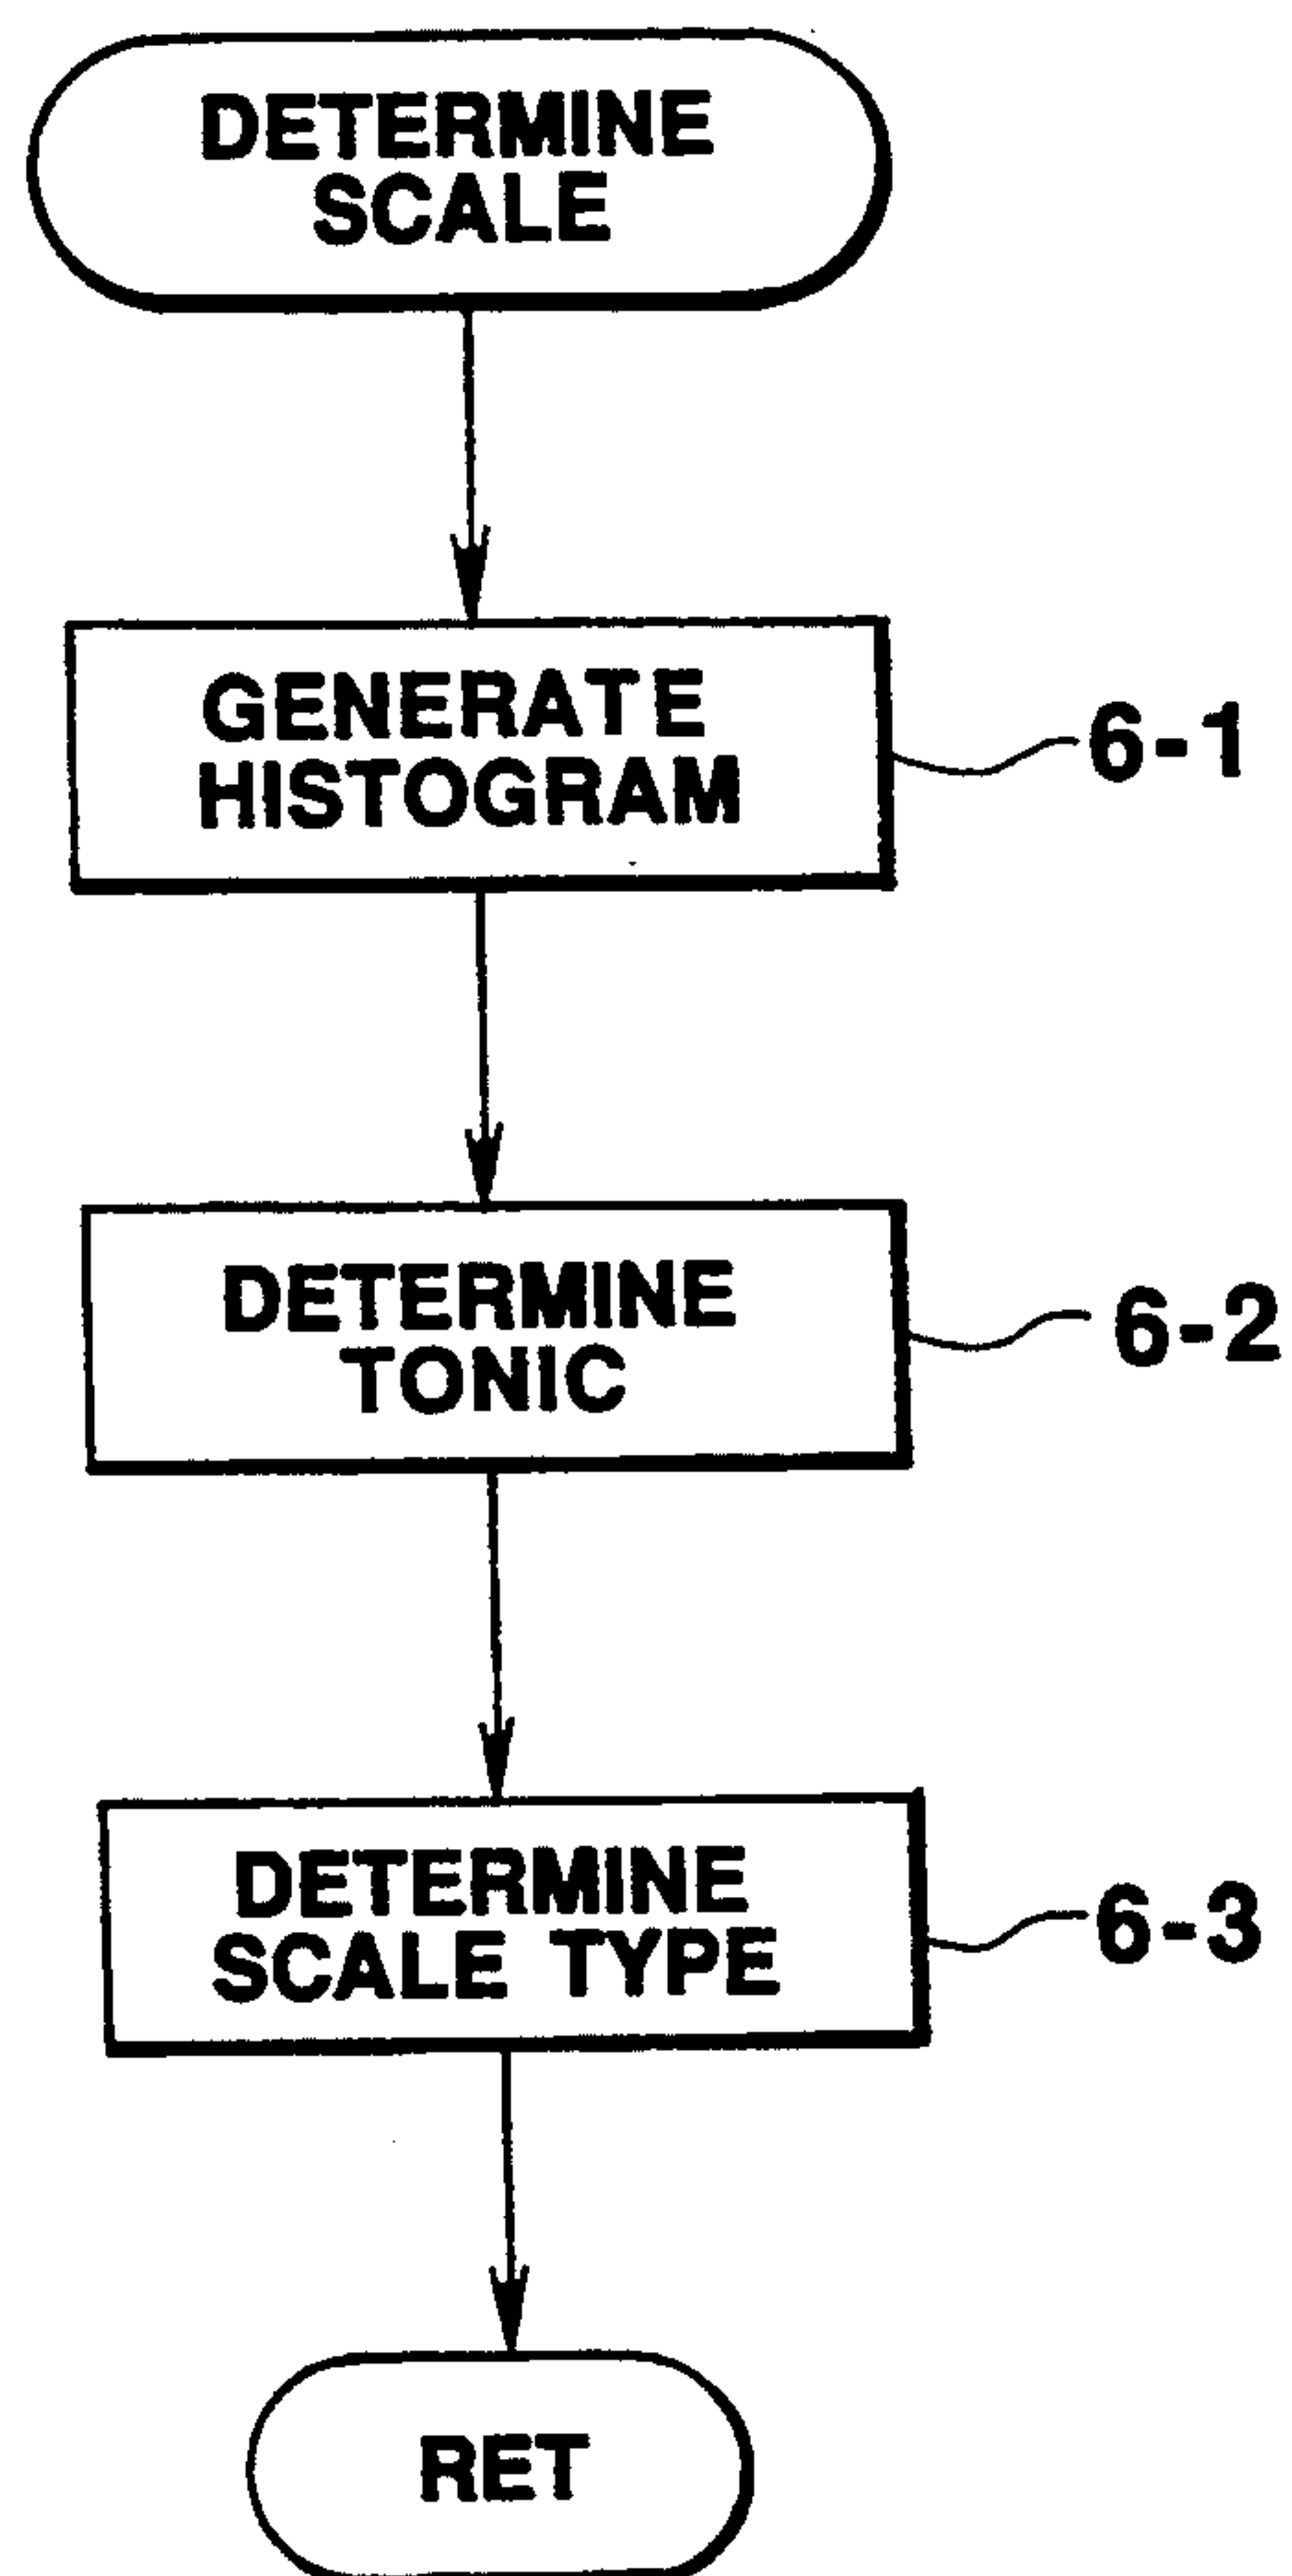 DETERMINE
SCALE
GENERATE
HISTOGRAM
6-1
DETERMINE
TONIC
6-2
DETERMINE
SCALE TYPE
6-3
RET